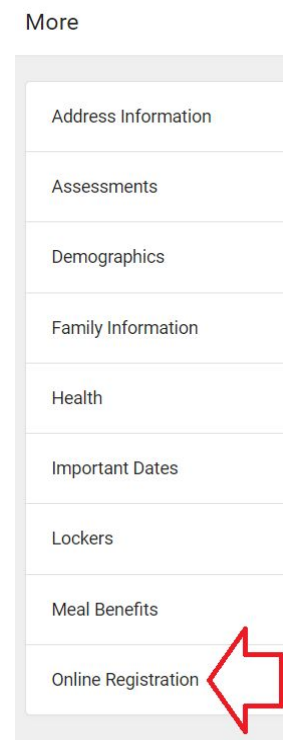 More
Address Information
Assessments
Demographics
Family Information
Health
Important Dates
Lockers
Meal Benefits
Online Registration